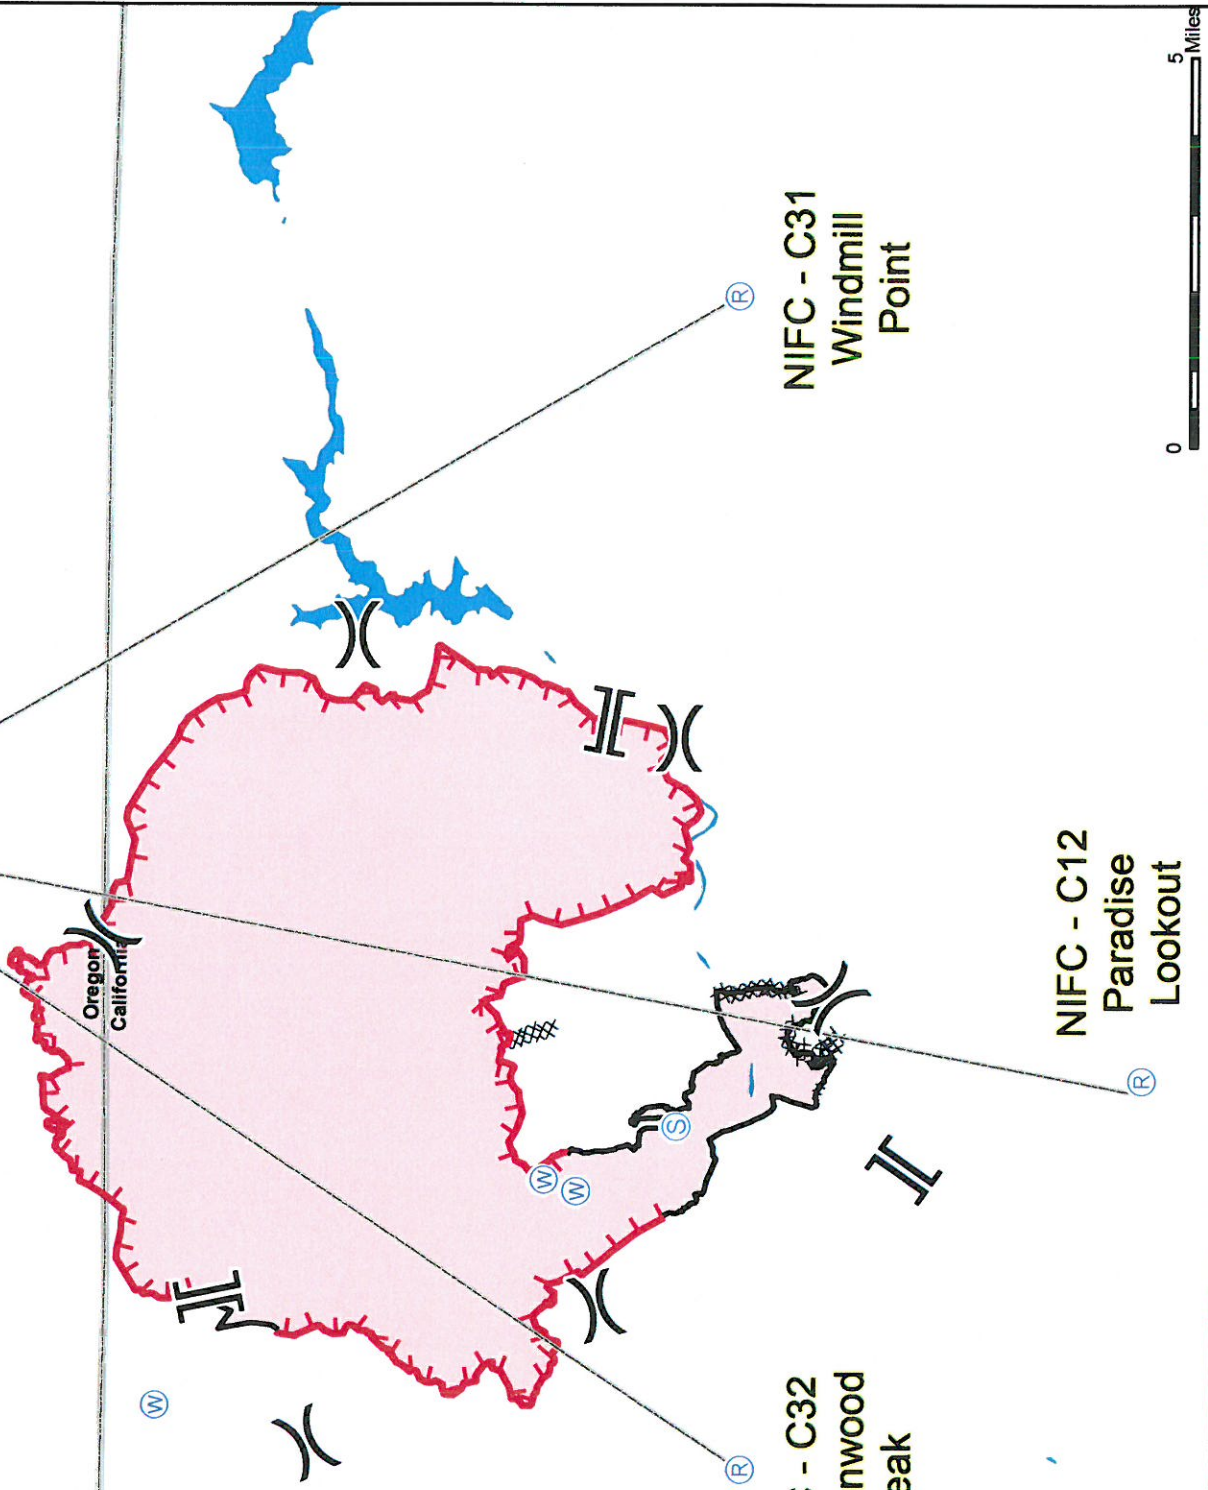 5
Miles
0
NIFC - C31
Windmill
Point
R
Oregon
California
NIFC - C12
Paradise
Lookout
R
S
W
W
W
R
- C32
nwood
eak